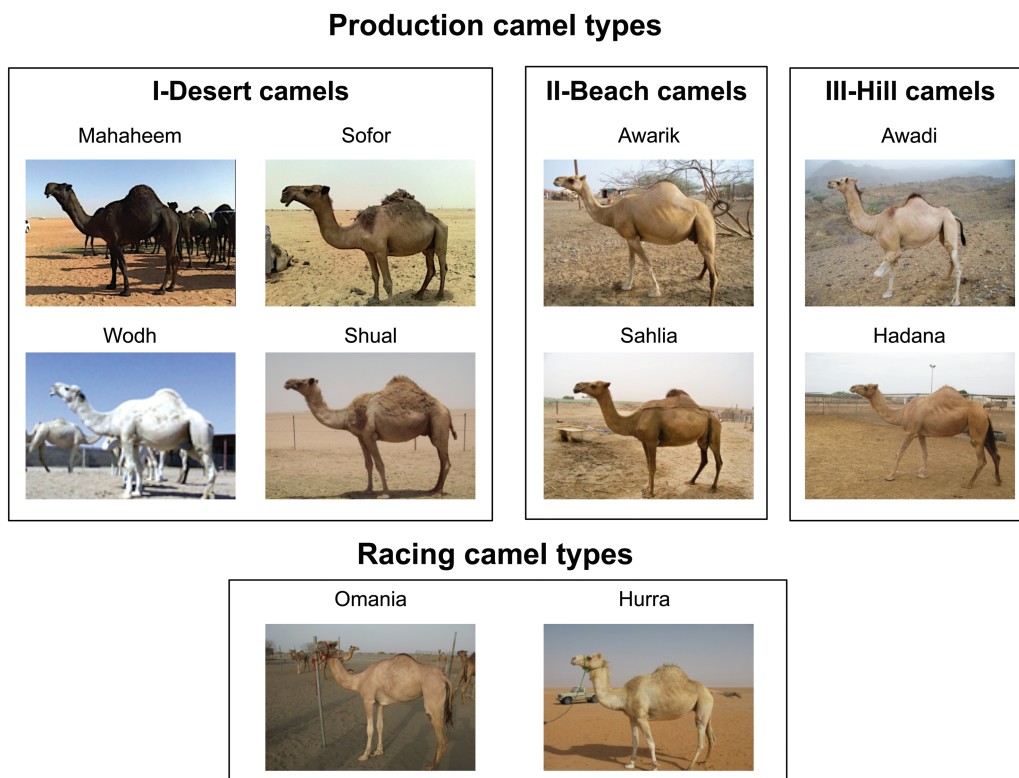 Production camel types
I-Desert camels
Mahaheem
Sofor
Wodh
Shual
II-Beach camels
Awarik
Sahlia
III-Hill camels
Awadi
Hadana
Racing camel types
Omania
Hurra